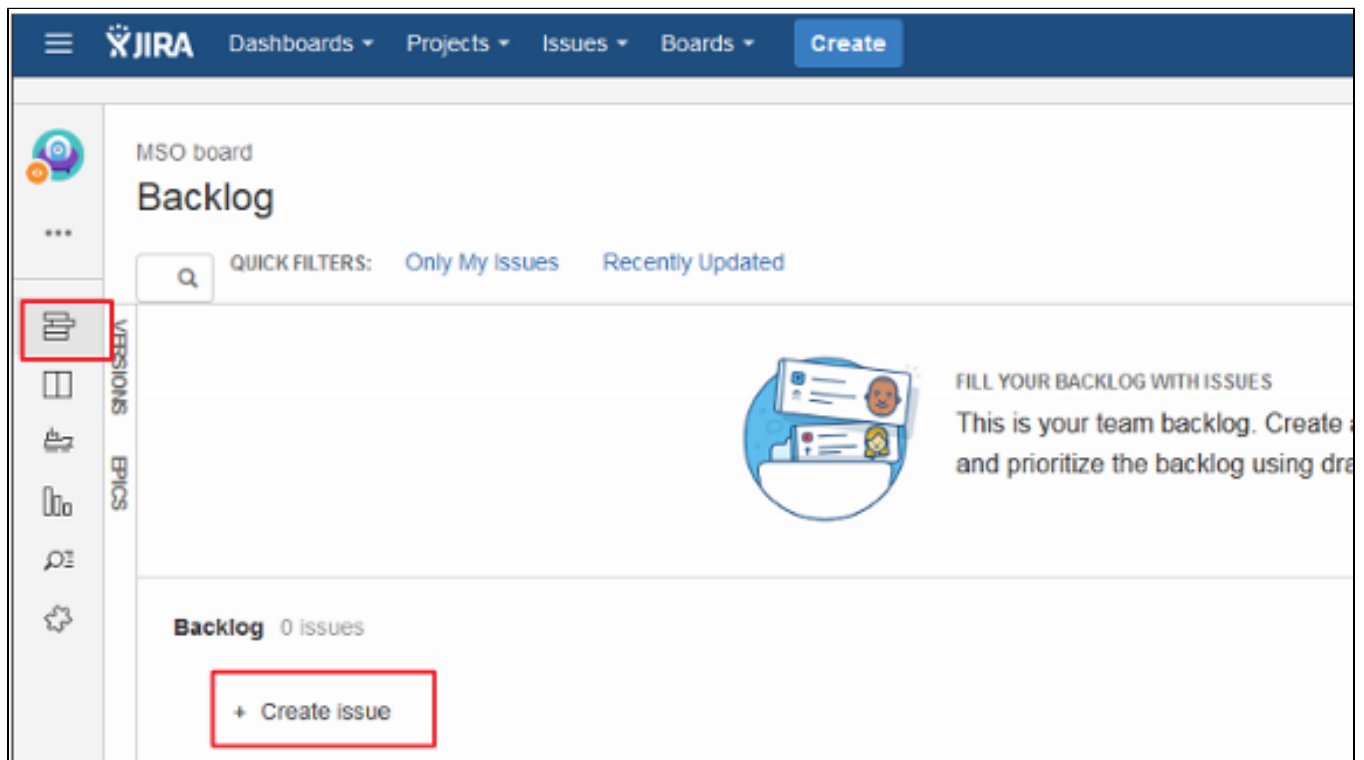 JIRA Dashboards Projects Issues Boards Create
MSO board
Backlog
QUICK FILTERS: Only My Issues Recently Updated
VERSIONS
EPICS
FILL YOUR BACKLOG WITH ISSUES
This is your team backlog. Create
and prioritize the backlog using
Backlog 0 issues
+ Create issue